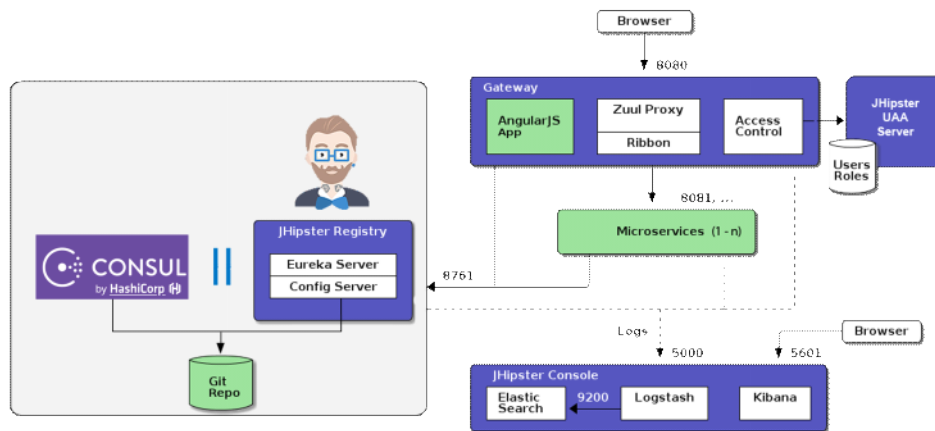 Browser
8080
Gateway
AngularJS
App
Zuul Proxy
Ribbon
Access
Control
JHipster
UAA
Server
Users
Roles
8081, ...
Microservices (1-n)
JHipster Registry
Eureka Server
Config Server
CONSUL
by HashiCorp
||
8761
Git
Repo
Logs
5000
5601
Browser
JHipster Console
Elastic
Search
9200
Logstash
Kibana